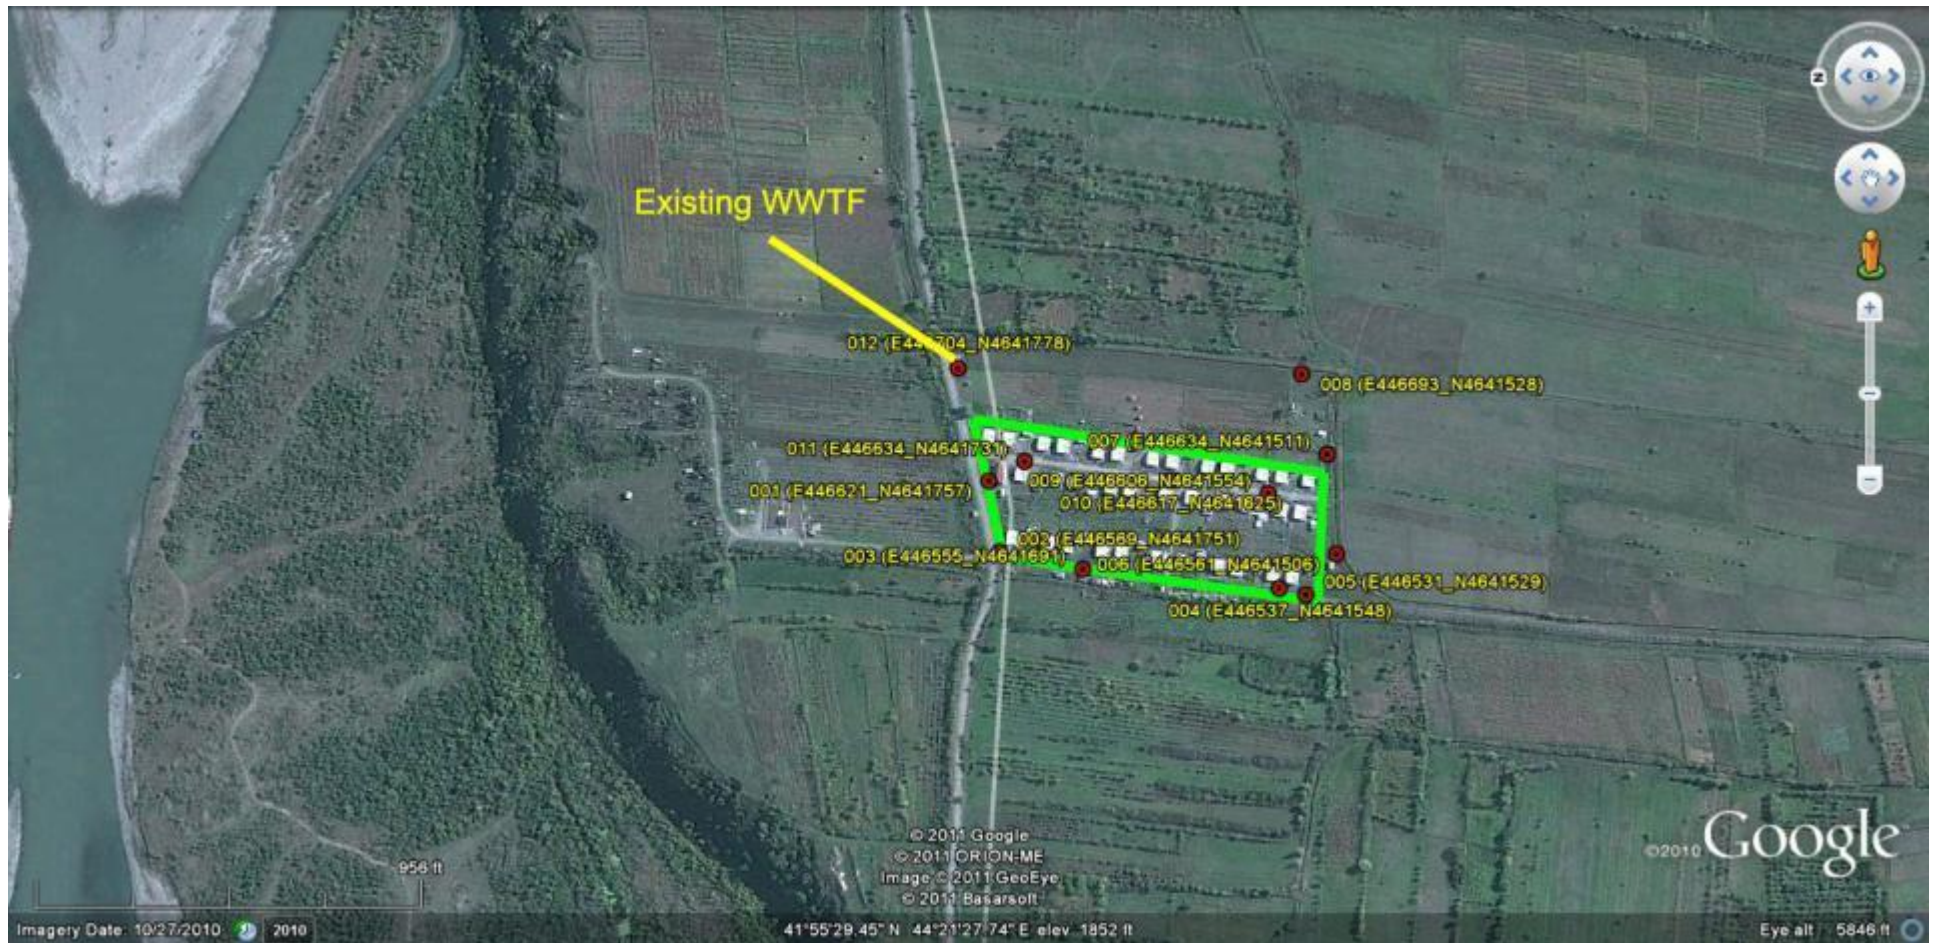 N
Existing WWTF
012 (E446704_N4641778)
008 (E446693_N4641528)
007 (E446634_N4641511)
011 (E446634_N4641731)
009 (E446606_N4641554)
001 (E446621_N4641757)
010 (E446617_N4641625)
002 (E446569_N4641751)
003 (E446555_N4641691)
006 (E446561_N4641506)
005 (E446531_N4641529)
004 (E446537_N4641548)
© 2011 Google
© 2011 ORION-ME
Image © 2011 GeoEye
© 2011 Basarsoft
©2010 Google
956 ft
Imagery Date: 10/27/2010 2010 41°55'29.45" N 44°21'27.74" E elev 1852 ft Eye alt 5846 ft